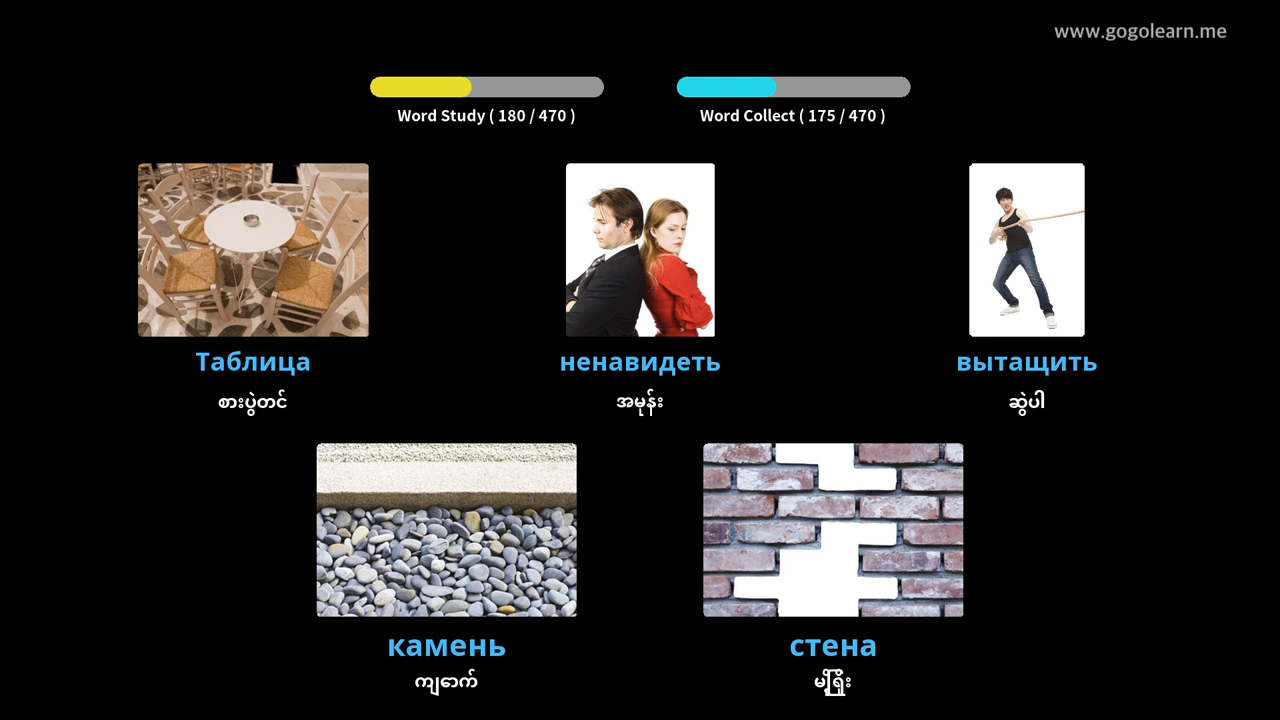 www.gogolearn.me
Word Study ( 180 / 470 )
Word Collect ( 175 / 470 )
Таблица
ненавидеть
вытащить
စားပွဲတင်
အမုန်း
ဆွဲပါ
камень
стена
ကျောက်
မျိုရိုး